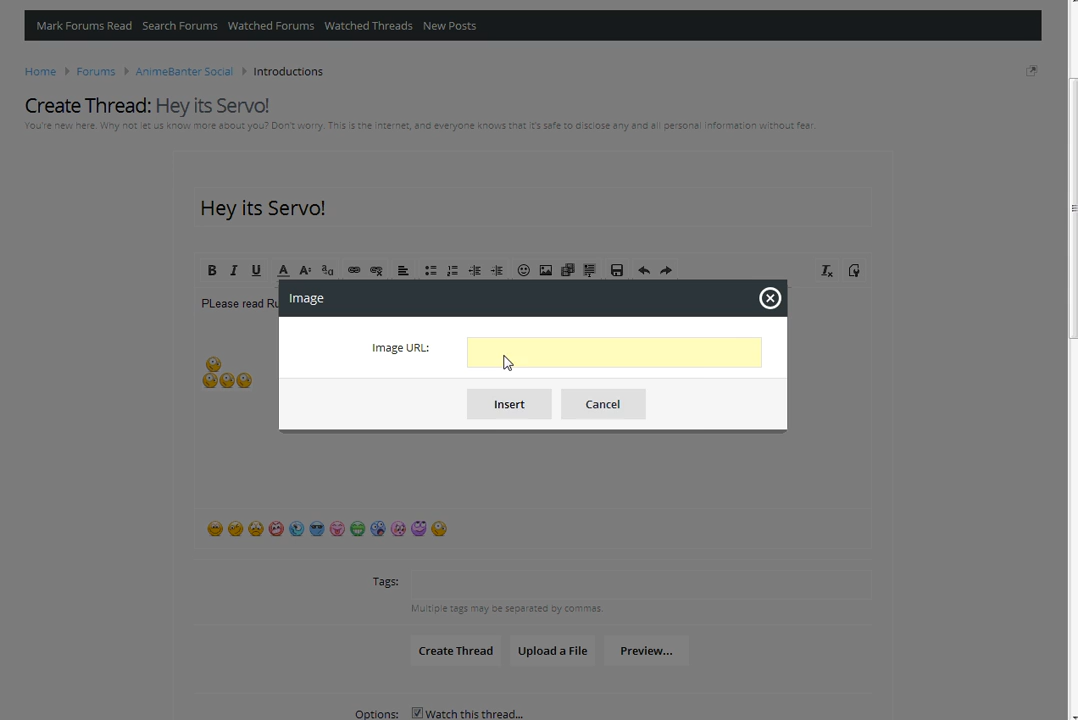 Mark Forums Read Search Forums Watched Forums Watched Threads New Posts
Home Forums AnimeBanter Social Introductions
Create Thread: Hey its Servo!
You're new here. Why not let us know more about you? Don't worry. This is the internet, and everyone knows that it's safe to disclose any and all personal information without fear.
Hey its Servo!
B I U A
PLease read Ru
Image
Image URL:
Insert Cancel
Tags:
Multiple tags may be separated by commas.
Create Thread Upload a File Preview...
Options: Watch this thread...